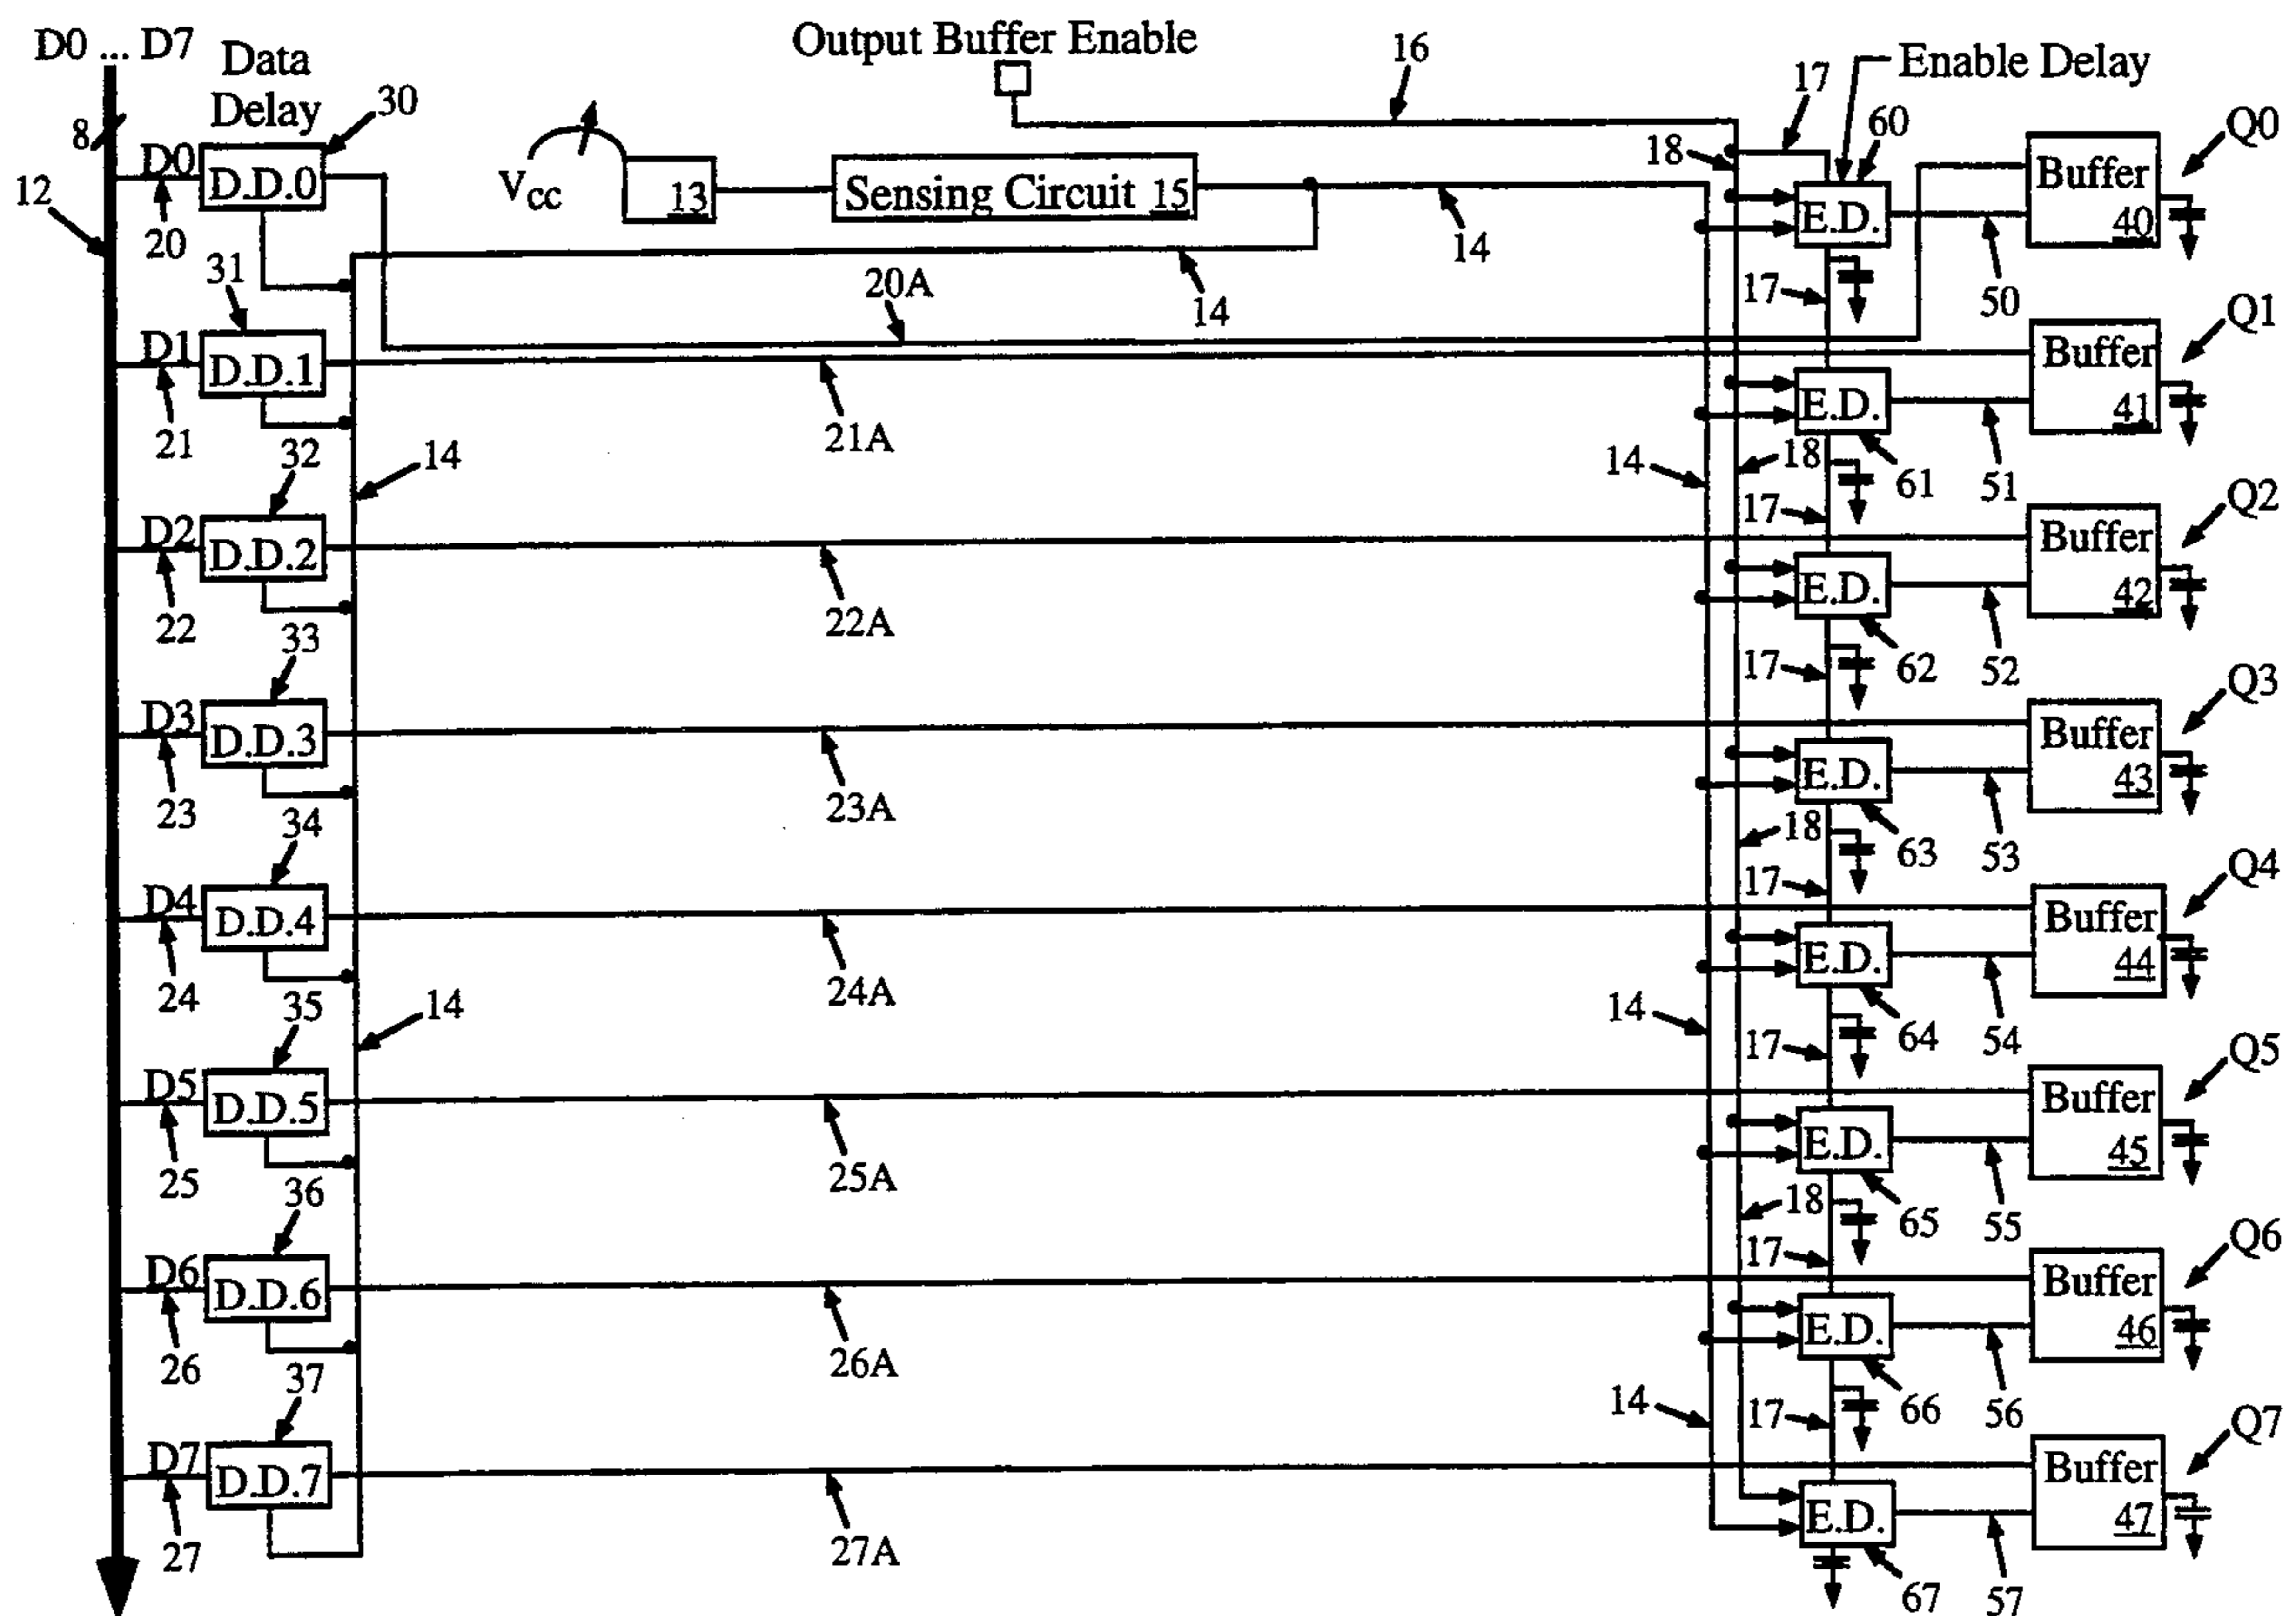 D0 ... D7
Data
Delay
Output Buffer Enable
16
17
Enable Delay
8
D0
D.D.0
30
V_CC
13
Sensing Circuit 15
18
60
Buffer
40
Q0
E.D.
12
20
14
14
20A
17
50
31
D1
D.D.1
21
21A
E.D.
61
51
Buffer
41
Q1
14
18
17
32
14
D2
D.D.2
22
22A
E.D.
62
52
Buffer
42
Q2
17
33
D3
D.D.3
23
23A
E.D.
63
53
Buffer
43
Q3
18
17
34
D4
D.D.4
24
24A
E.D.
64
54
Buffer
44
Q4
14
17
35
14
D5
D.D.5
25
25A
E.D.
65
55
Buffer
45
Q5
18
17
36
D6
D.D.6
26
26A
E.D.
66
56
Buffer
46
Q6
14
17
37
D7
D.D.7
27
27A
E.D.
67
57
Buffer
47
Q7